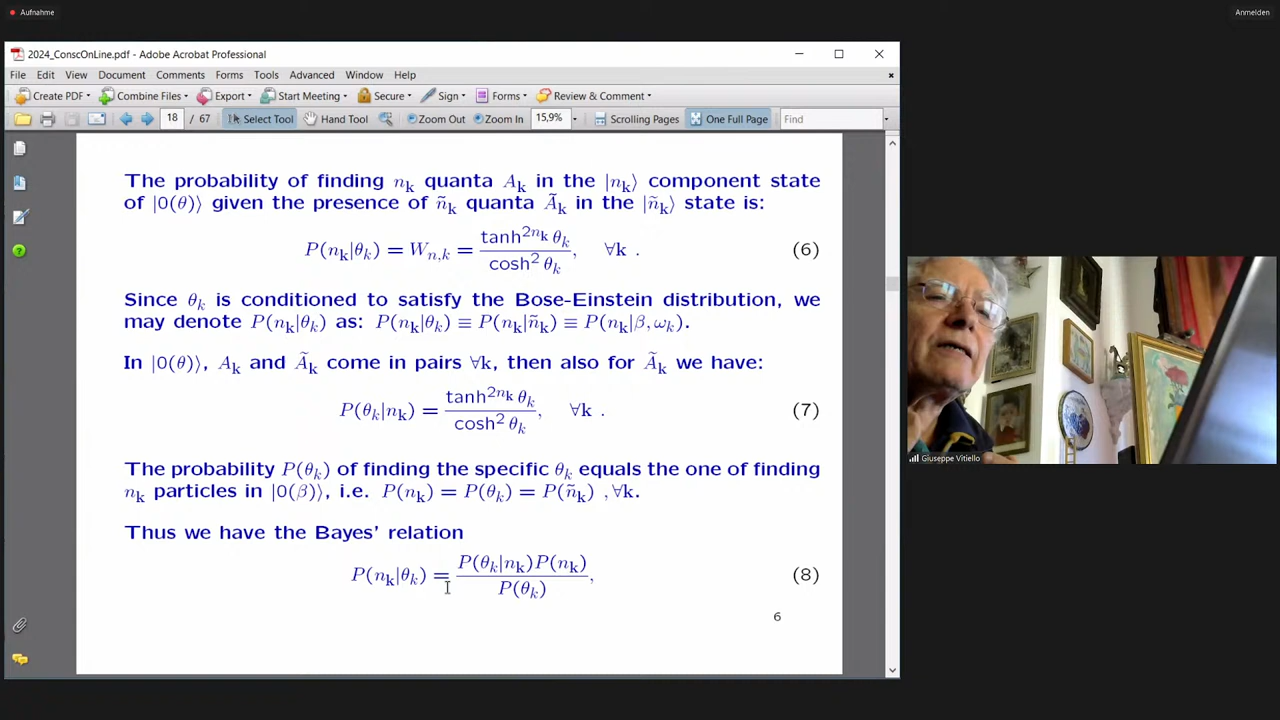 Aufnahme
Anmelden
2024_ConscOnLine.pdf - Adobe Acrobat Professional
File Edit View Document Comments Forms Tools Advanced Window Help
Create PDF Combine Files Export Start Meeting Secure Sign Forms Review & Comment
18 / 67 Select Tool Hand Tool Zoom Out Zoom In 15,9% Scrolling Pages One Full Page Find
The probability of finding n_k quanta A_k in the |n_k⟩ component state
of |0(θ)⟩ given the presence of ñ_k quanta Ã_k in the |ñ_k⟩ state is:
P(n_k|θ_k) = W_{n,k} = tanh^{2n_k} θ_k / cosh² θ_k, ∀k . (6)
Since θ_k is conditioned to satisfy the Bose-Einstein distribution, we
may denote P(n_k|θ_k) as: P(n_k|θ_k) ≡ P(n_k|ñ_k) ≡ P(n_k|β, ω_k).
In |0(θ)⟩, A_k and Ã_k come in pairs ∀k, then also for Ã_k we have:
P(θ_k|n_k) = tanh^{2n_k} θ_k / cosh² θ_k, ∀k . (7)
The probability P(θ_k) of finding the specific θ_k equals the one of finding
n_k particles in |0(β)⟩, i.e. P(n_k) = P(θ_k) = P(ñ_k) , ∀k.
Thus we have the Bayes' relation
P(n_k|θ_k) = P(θ_k|n_k)P(n_k) / P(θ_k), (8)
6
Giuseppe Vitiello